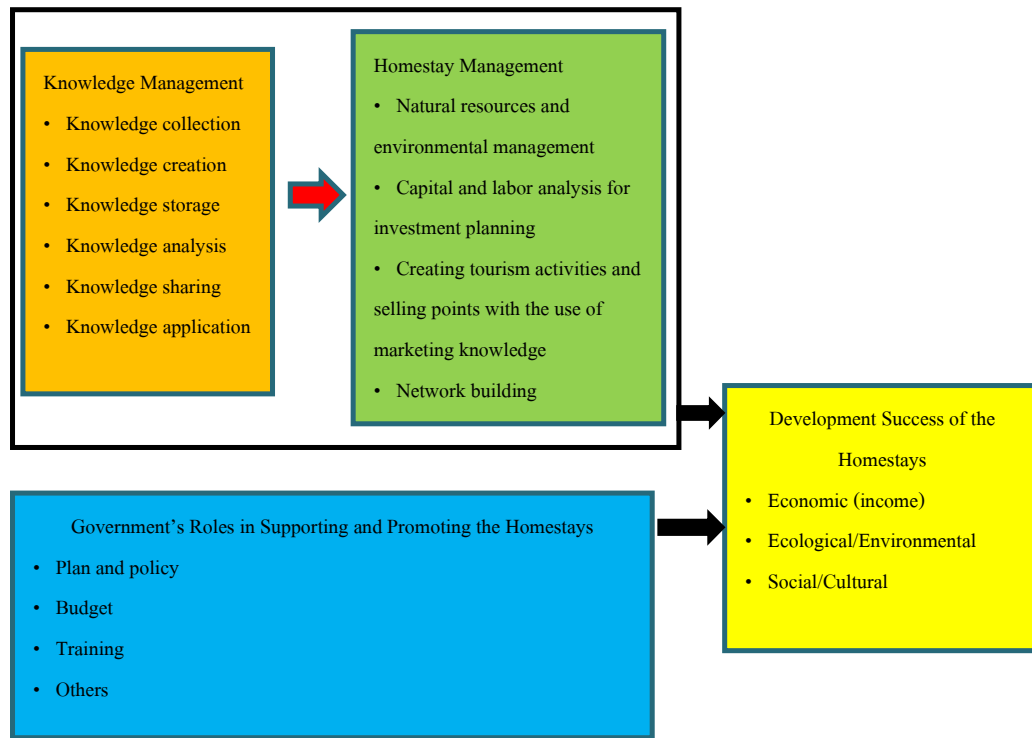 Knowledge Management
• Knowledge collection
• Knowledge creation
• Knowledge storage
• Knowledge analysis
• Knowledge sharing
• Knowledge application
Homestay Management
• Natural resources and
environmental management
• Capital and labor analysis for
investment planning
• Creating tourism activities and
selling points with the use of
marketing knowledge
• Network building
Development Success of the
Homestays
• Economic (income)
• Ecological/Environmental
• Social/Cultural
Government’s Roles in Supporting and Promoting the Homestays
• Plan and policy
• Budget
• Training
• Others